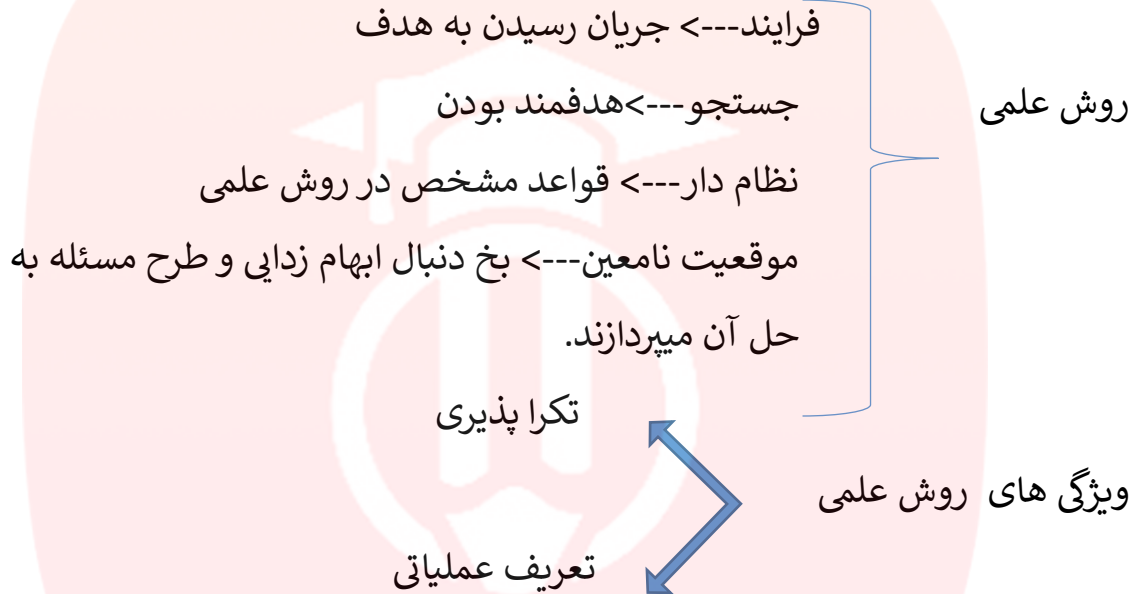 فرایند---> جریان رسیدن به هدف
روش علمی
جستجو--->هدفمند بودن
نظام دار---> قواعد مشخص در روش علمی
موقعیت نامعین---> بخ دنبال ابهام زدایی و طرح مسئله به
حل آن میپردازند.
تکرا پذیری
ویژگی های روش علمی
تعریف عملیاتی